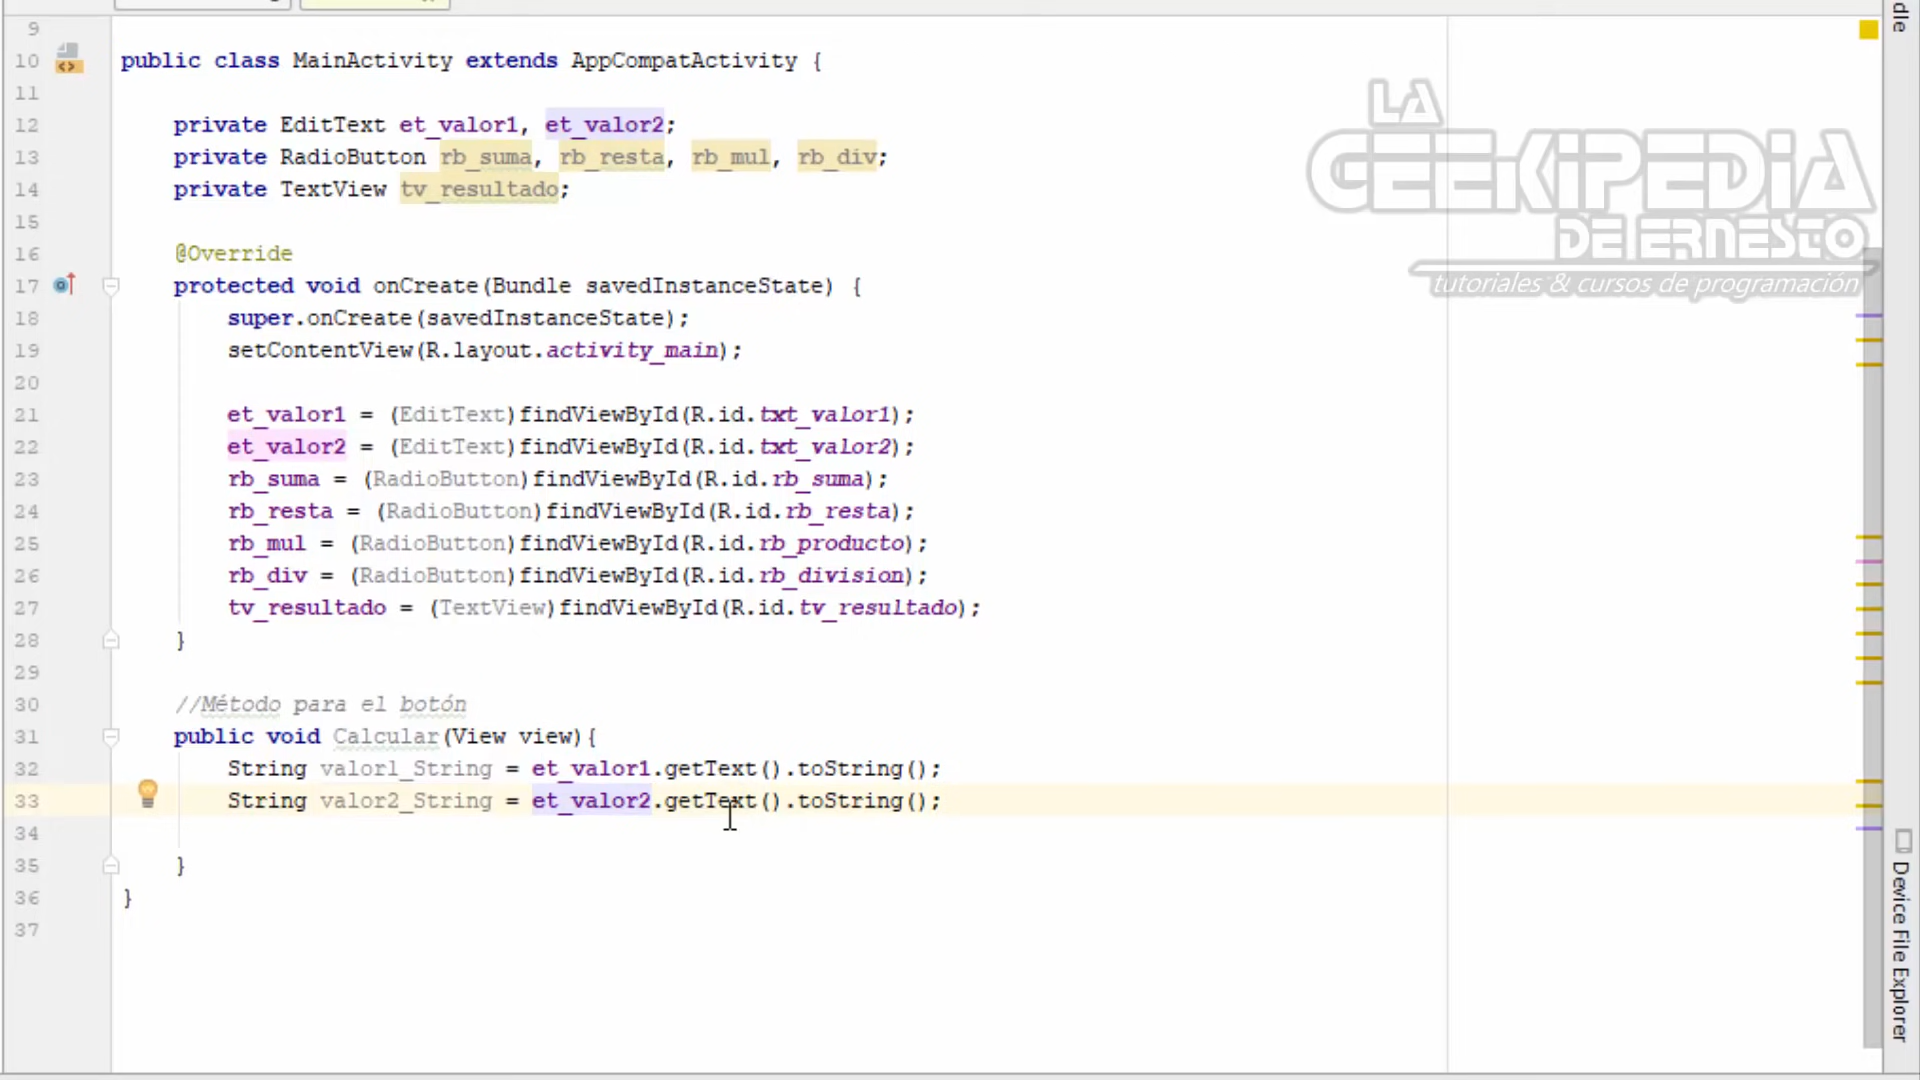 9
10 public class MainActivity extends AppCompatActivity {
11
12 private EditText et_valor1, et_valor2;
13 private RadioButton rb_suma, rb_resta, rb_mul, rb_div;
14 private TextView tv_resultado;
15
16 @Override
17 protected void onCreate(Bundle savedInstanceState) {
18 super.onCreate(savedInstanceState);
19 setContentView(R.layout.activity_main);
20
21 et_valor1 = (EditText)findViewById(R.id.txt_valor1);
22 et_valor2 = (EditText)findViewById(R.id.txt_valor2);
23 rb_suma = (RadioButton)findViewById(R.id.rb_suma);
24 rb_resta = (RadioButton)findViewById(R.id.rb_resta);
25 rb_mul = (RadioButton)findViewById(R.id.rb_producto);
26 rb_div = (RadioButton)findViewById(R.id.rb_division);
27 tv_resultado = (TextView)findViewById(R.id.tv_resultado);
28 }
29
30 //Método para el botón
31 public void Calcular(View view){
32 String valor1_String = et_valor1.getText().toString();
33 String valor2_String = et_valor2.getText().toString();
34
35 }
36 }
37
LA
GEEKIPEDIA
DE ERNESTO
tutoriales & cursos de programación
Device File Explorer